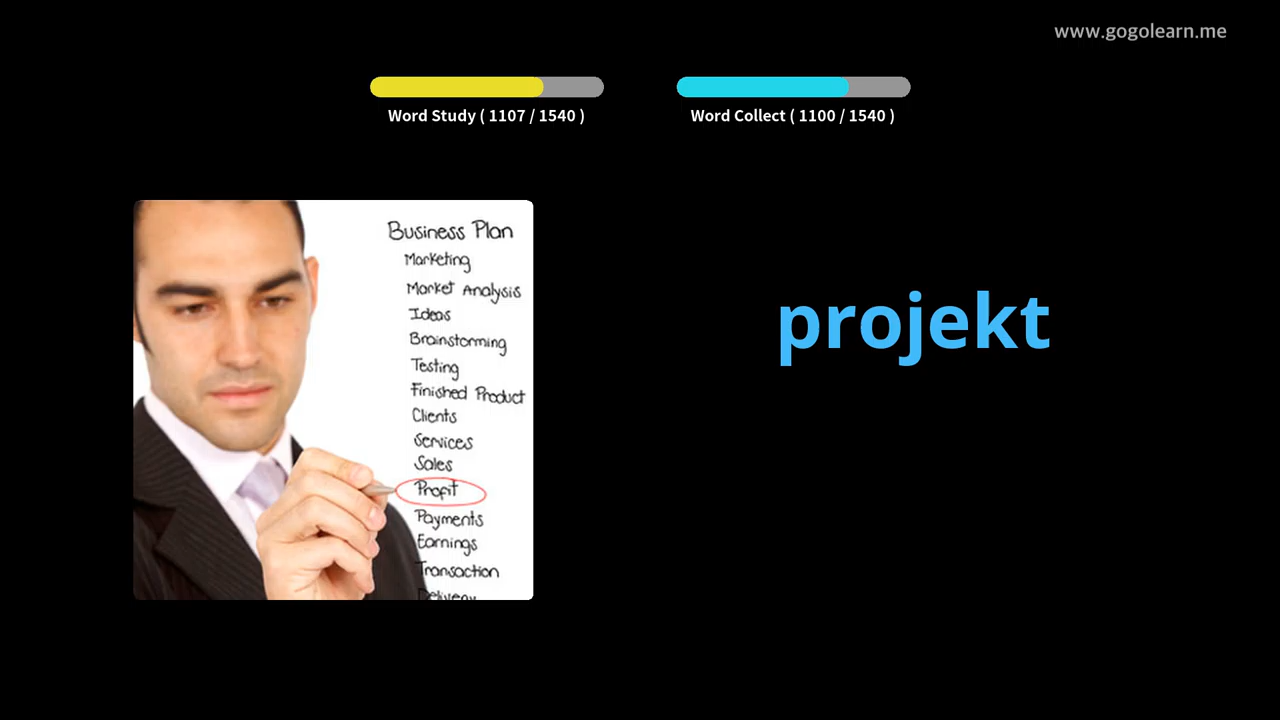 www.gogolearn.me
Word Study ( 1107 / 1540 )
Word Collect ( 1100 / 1540 )
Business Plan
Marketing
Market Analysis
Ideas
Brainstorming
Testing
Finished Product
Clients
Services
Sales
Profit
Payments
Earnings
Transaction
Delivery
projekt